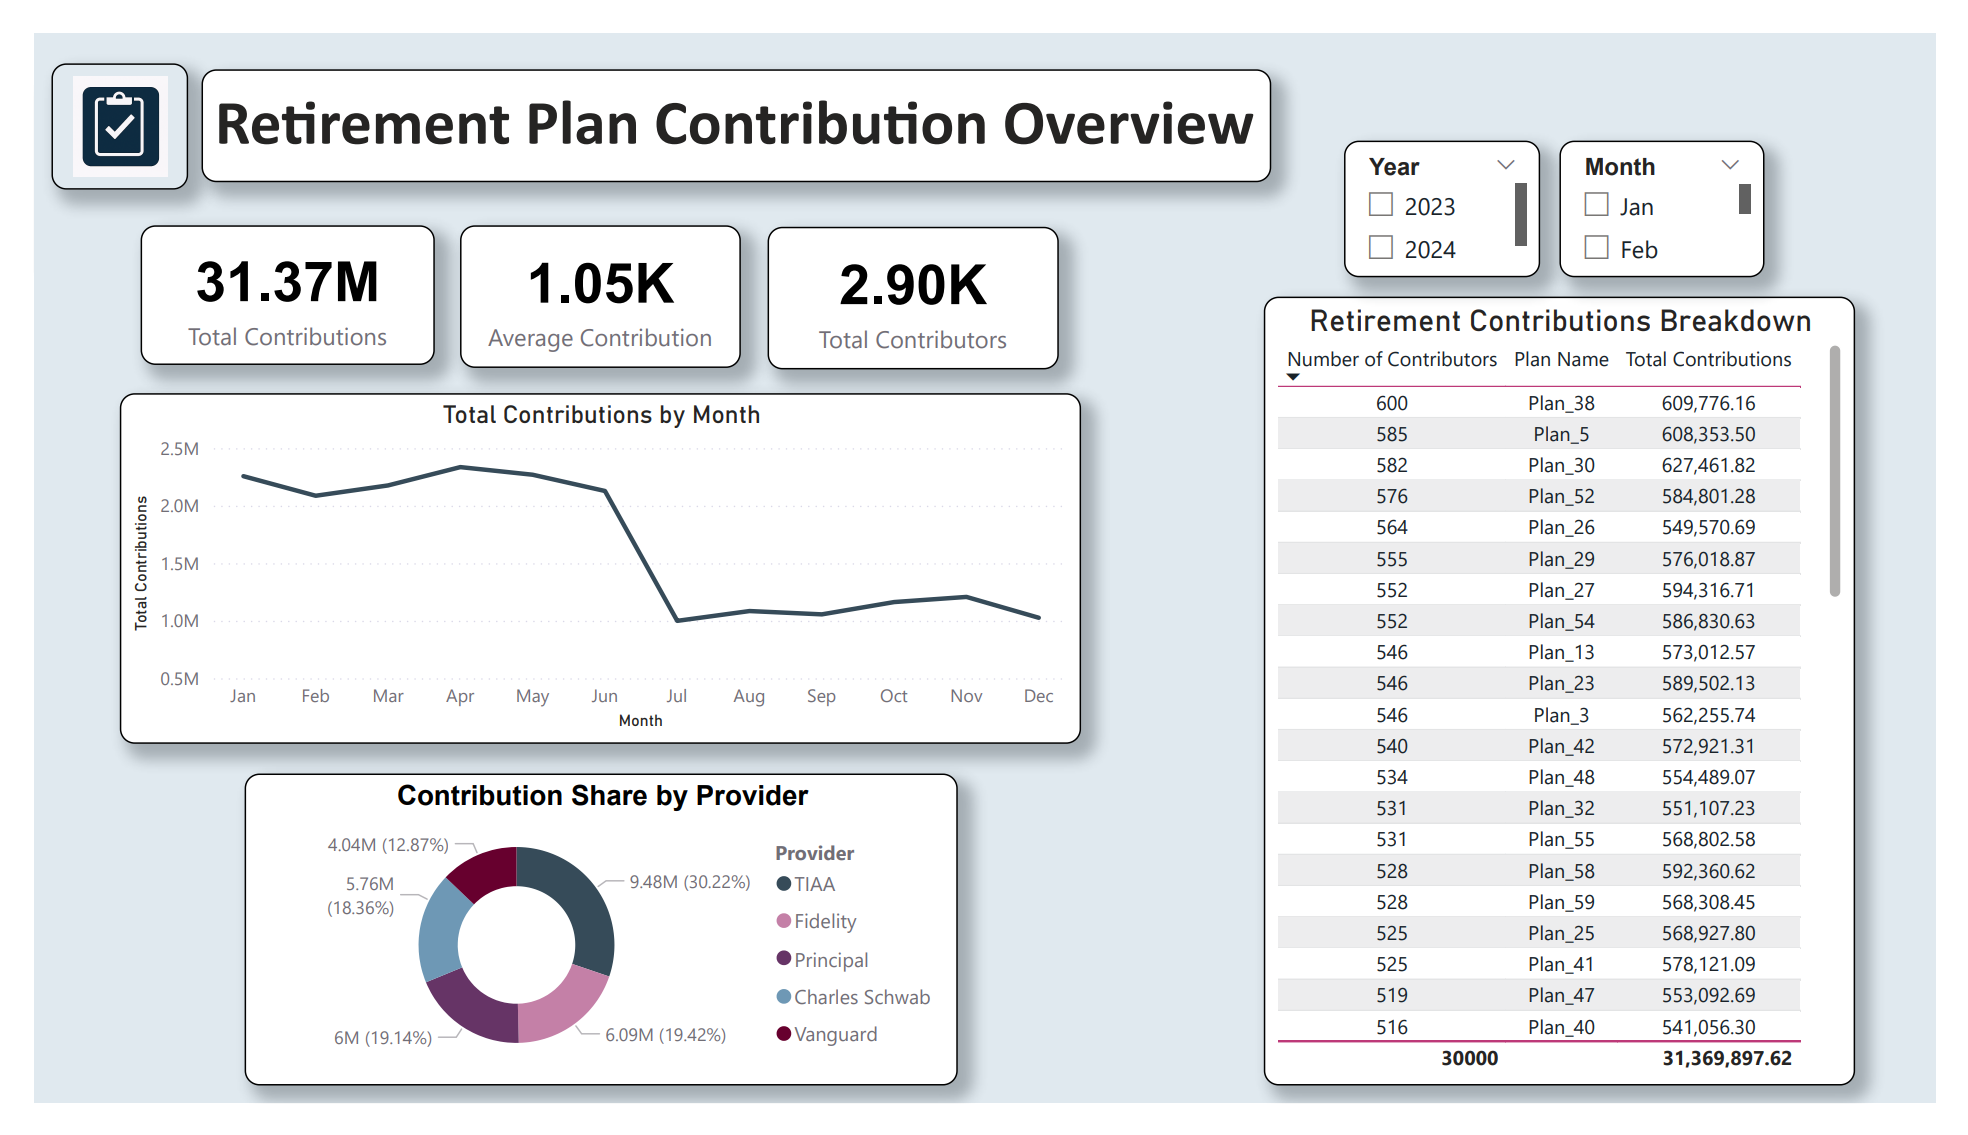 Retirement Plan Contribution Overview
Year
2023
2024
Month
Jan
Feb
31.37M
Total Contributions
1.05K
Average Contribution
2.90K
Total Contributors
Total Contributions by Month
Total Contributions
2.5M
2.0M
1.5M
1.0M
0.5M
Jan Feb Mar Apr May Jun Jul Aug Sep Oct Nov Dec
Month
Contribution Share by Provider
4.04M (12.87%)
5.76M
(18.36%)
6M (19.14%)
9.48M (30.22%)
6.09M (19.42%)
Provider
TIAA
Fidelity
Principal
Charles Schwab
Vanguard
Retirement Contributions Breakdown
Number of Contributors Plan Name Total Contributions
600 Plan_38 609,776.16
585 Plan_5 608,353.50
582 Plan_30 627,461.82
576 Plan_52 584,801.28
564 Plan_26 549,570.69
555 Plan_29 576,018.87
552 Plan_27 594,316.71
552 Plan_54 586,830.63
546 Plan_13 573,012.57
546 Plan_23 589,502.13
546 Plan_3 562,255.74
540 Plan_42 572,921.31
534 Plan_48 554,489.07
531 Plan_32 551,107.23
531 Plan_55 568,802.58
528 Plan_58 592,360.62
528 Plan_59 568,308.45
525 Plan_25 568,927.80
525 Plan_41 578,121.09
519 Plan_47 553,092.69
516 Plan_40 541,056.30
30000 31,369,897.62